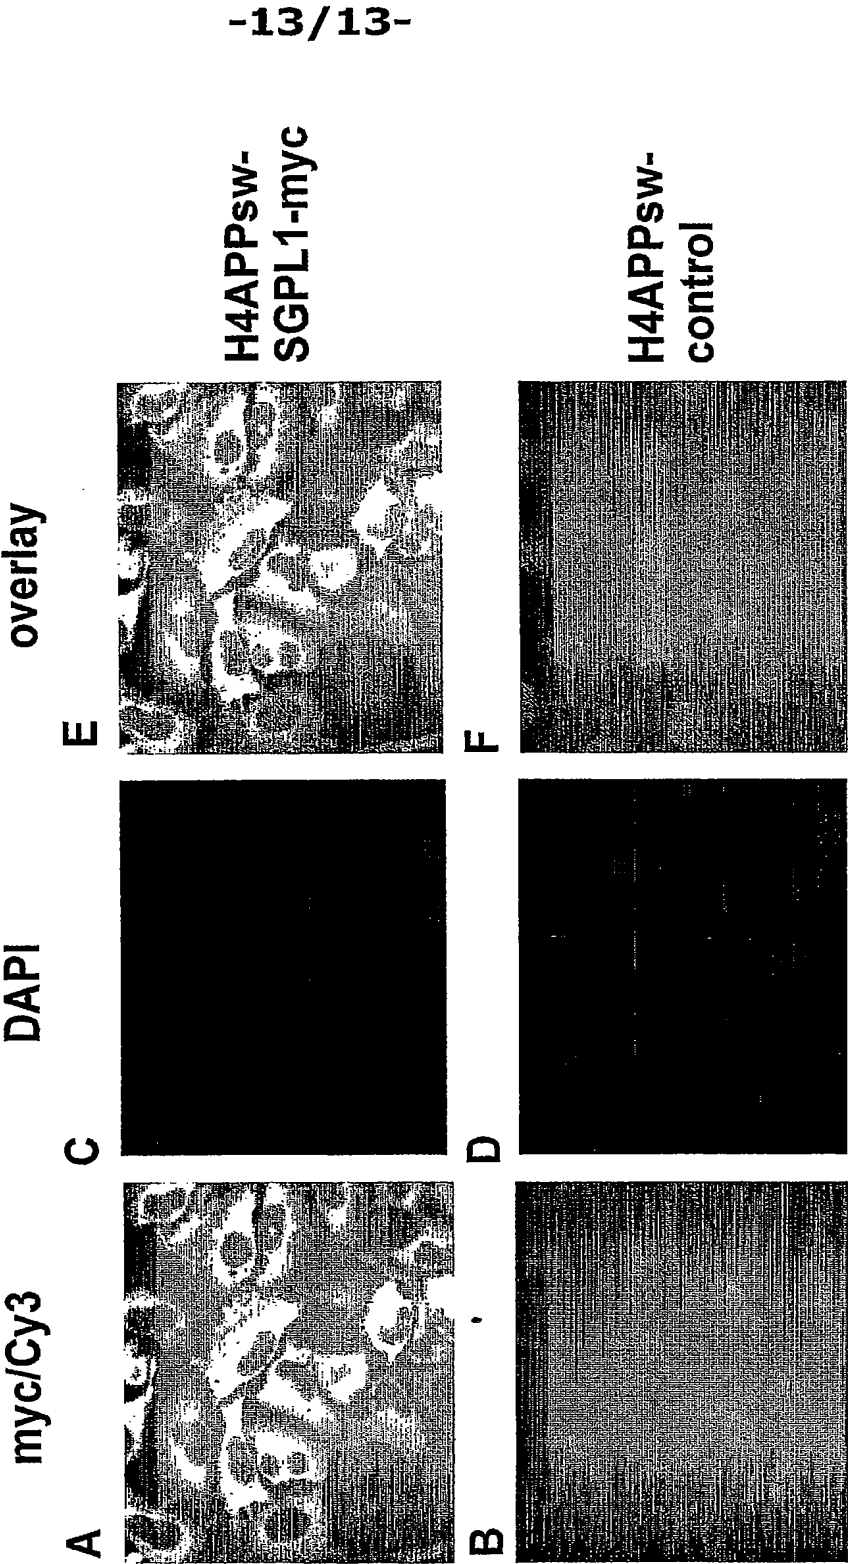 -13/13-
myc/Cy3
DAPI
overlay
A
C
E
H4APPsw-
SGPL1-myc
B
D
F
H4APPsw-
control